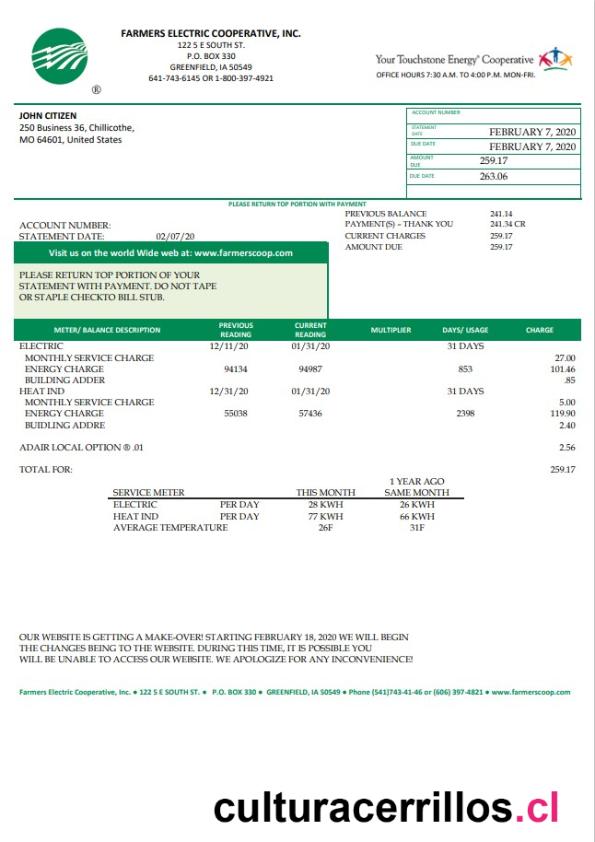 FARMERS ELECTRIC COOPERATIVE, INC.
122 5 E SOUTH ST.
P.O. BOX 330
GREENFIELD, IA 50549
641-743-6145 OR 1-800-397-4921
®
Your Touchstone Energy® Cooperative
OFFICE HOURS 7:30 A.M. TO 4:00 P.M. MON-FRI.
JOHN CITIZEN
250 Business 36, Chillicothe,
MO 64601, United States
ACCOUNT NUMBER
STATEMENT DATE FEBRUARY 7, 2020
DUE DATE FEBRUARY 7, 2020
AMOUNT DUE 259.17
DUE DATE 263.06
PLEASE RETURN TOP PORTION WITH PAYMENT
PREVIOUS BALANCE 241.14
PAYMENT(S) – THANK YOU 241.34 CR
CURRENT CHARGES 259.17
AMOUNT DUE 259.17
ACCOUNT NUMBER:
STATEMENT DATE: 02/07/20
Visit us on the world Wide web at: www.farmerscoop.com
PLEASE RETURN TOP PORTION OF YOUR
STATEMENT WITH PAYMENT. DO NOT TAPE
OR STAPLE CHECKTO BILL STUB.
METER/ BALANCE DESCRIPTION PREVIOUS READING CURRENT READING MULTIPLIER DAYS/ USAGE CHARGE
ELECTRIC 12/11/20 01/31/20 31 DAYS
MONTHLY SERVICE CHARGE 27.00
ENERGY CHARGE 94134 94987 853 101.46
BUILDING ADDER .85
HEAT IND 12/31/20 01/31/20 31 DAYS
MONTHLY SERVICE CHARGE 5.00
ENERGY CHARGE 55038 57436 2398 119.90
BUIDLING ADDRE 2.40
ADAIR LOCAL OPTION ® .01 2.56
TOTAL FOR: 259.17
1 YEAR AGO
SERVICE METER THIS MONTH SAME MONTH
ELECTRIC PER DAY 28 KWH 26 KWH
HEAT IND PER DAY 77 KWH 66 KWH
AVERAGE TEMPERATURE 26F 31F
OUR WEBSITE IS GETTING A MAKE-OVER! STARTING FEBRUARY 18, 2020 WE WILL BEGIN
THE CHANGES BEING TO THE WEBSITE. DURING THIS TIME, IT IS POSSIBLE YOU
WILL BE UNABLE TO ACCESS OUR WEBSITE. WE APOLOGIZE FOR ANY INCONVENIENCE!
Farmers Electric Cooperative, Inc. ● 122 5 E SOUTH ST. ● P.O. BOX 330 ● GREENFIELD, IA 50549 ● Phone (541)743-41-46 or (606) 397-4821 ● www.farmerscoop.com
culturacerrillos.cl